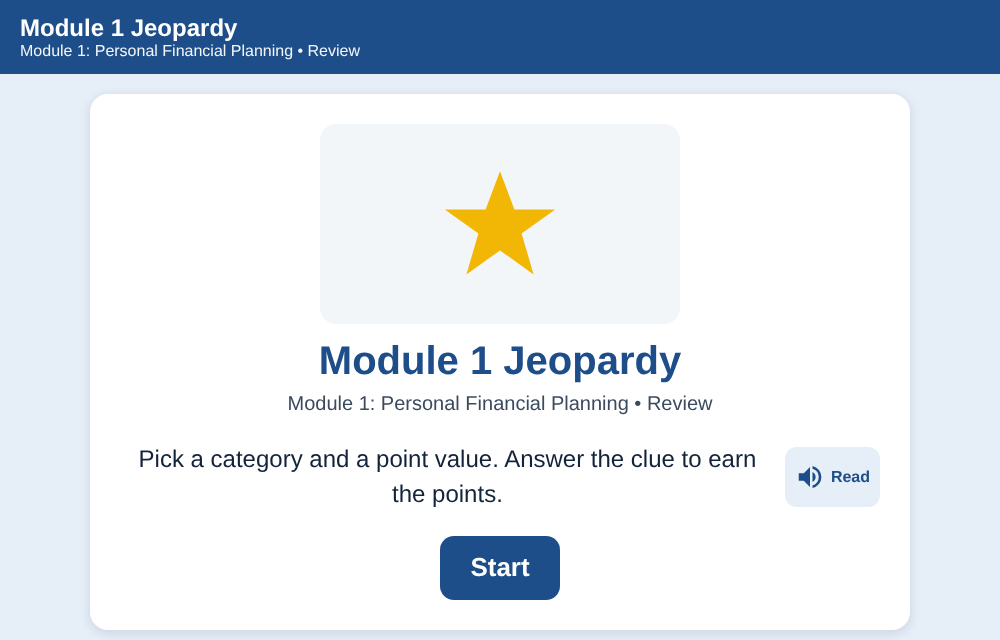 Module 1 Jeopardy
Module 1: Personal Financial Planning • Review
Module 1 Jeopardy
Module 1: Personal Financial Planning • Review
Pick a category and a point value. Answer the clue to earn
the points.
Read
Start